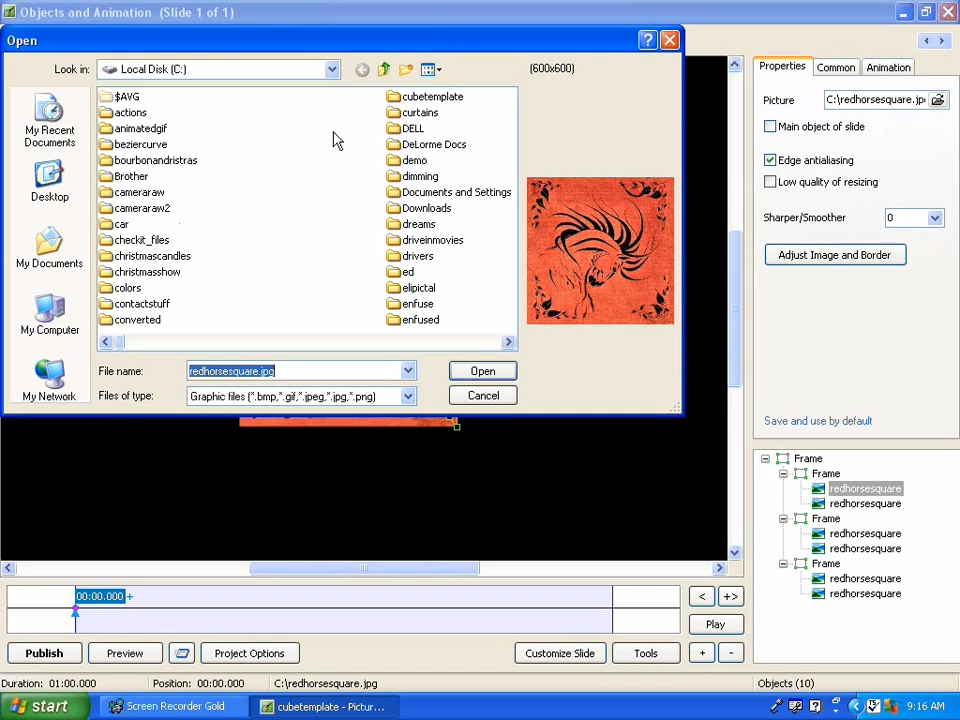 Objects and Animation (Slide 1 of 1)
Open
Look in:
Local Disk (C:)
(600x600)
My Recent
Documents
Desktop
My Documents
My Computer
My Network
$AVG
actions
animatedgif
beziercurve
bourbonandristras
Brother
cameraraw
cameraraw2
car
checkit_files
christmascandles
christmasshow
colors
contactstuff
converted
cubetemplate
curtains
DELL
DeLorme Docs
demo
dimming
Documents and Settings
Downloads
dreams
driveinmovies
drivers
ed
elipictal
enfuse
enfused
File name:
redhorsesquare.jpg
Open
Files of type:
Graphic files (*.bmp,*.gif,*.jpeg,*.jpg,*.png)
Cancel
Properties
Common
Animation
Picture
C:\redhorsesquare.jp
Main object of slide
Edge antialiasing
Low quality of resizing
Sharper/Smoother
0
Adjust Image and Border
Save and use by default
Frame
Frame
redhorsesquare
redhorsesquare
Frame
redhorsesquare
redhorsesquare
Frame
redhorsesquare
redhorsesquare
00:00.000 +
< +>
Play
Publish
Preview
Project Options
Customize Slide
Tools
+ -
Duration: 01:00.000
Position: 00:00.000
C:\redhorsesquare.jpg
Objects (10)
start
Screen Recorder Gold
cubetemplate - Pictur...
9:16 AM